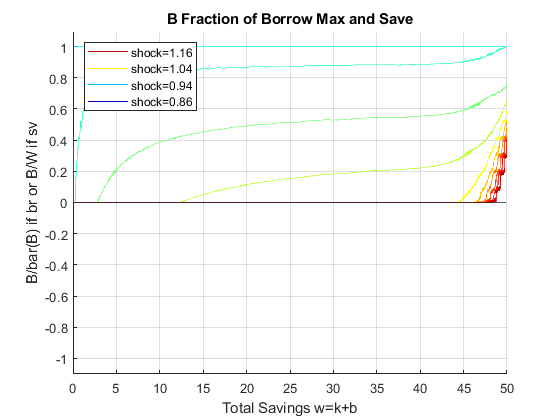 B Fraction of Borrow Max and Save
shock=1.16
shock=1.04
shock=0.94
shock=0.86
B/bar(B) if br or B/W if sv
1
0.8
0.6
0.4
0.2
0
-0.2
-0.4
-0.6
-0.8
-1
0 5 10 15 20 25 30 35 40 45 50
Total Savings w=k+b